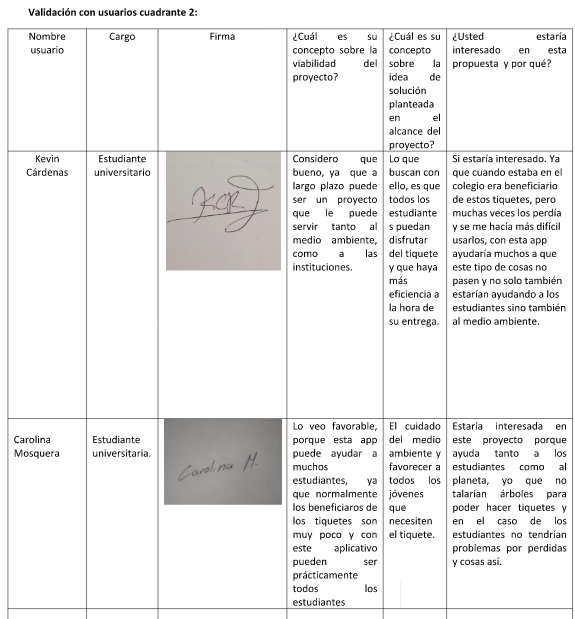 Validación con usuarios cuadrante 2:
Nombre usuario
Cargo
Firma
¿Cuál es su concepto sobre la viabilidad del proyecto?
¿Cuál es su concepto sobre la idea de solución planteada en el alcance del proyecto?
¿Usted estaría interesado en esta propuesta y por qué?
Kevin
Cárdenas
Estudiante
universitario
Considero que
bueno, ya que a
largo plazo puede
ser un proyecto
que le puede
servir tanto al
medio ambiente,
como a las
instituciones.
Lo que
buscan con
ello, es que
todos los
estudiante
s puedan
disfrutar
del tiquete
y que haya
más
eficiencia a
la hora de
su entrega.
Si estaría interesado. Ya
que cuando estaba en el
colegio era beneficiario
de estos tiquetes, pero
muchas veces los perdía
y se me hacía más difícil
usarlos, con esta app
ayudaría muchos a que
este tipo de cosas no
pasen y no solo también
estarían ayudando a los
estudiantes sino también
al medio ambiente.
Carolina
Mosquera
Estudiante
universitaria.
Carolina M.
Lo veo favorable,
porque esta app
puede ayudar a
muchos
estudiantes, ya
que normalmente
los beneficiaros de
los tiquetes son
muy poco y con
este aplicativo
pueden ser
prácticamente
todos los
estudiantes
El cuidado
del medio
ambiente y
favorecer a
todos los
jóvenes
que
necesiten
el tiquete.
Estaría interesada en
este proyecto porque
ayuda tanto a los
estudiantes como al
planeta, yo que no
talarían árboles para
poder hacer tiquetes y
en el caso de los
estudiantes no tendrían
problemas por perdidas
y cosas así.